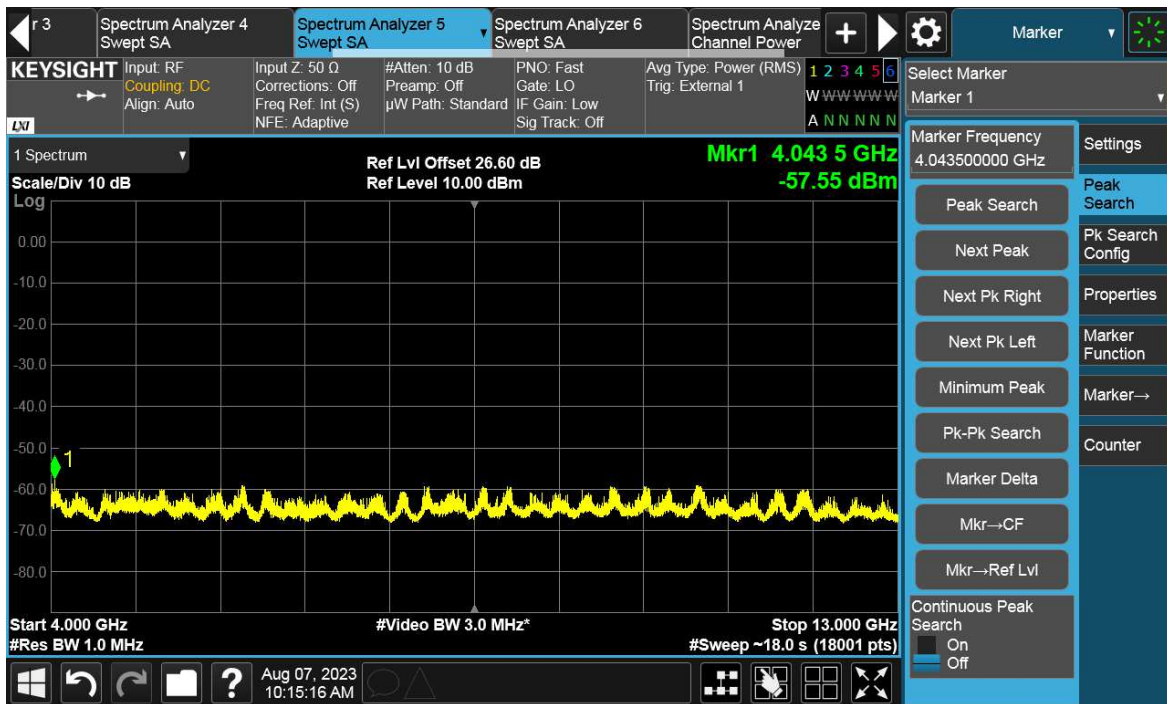 r 3
Spectrum Analyzer 4
Swept SA
Spectrum Analyzer 5
Swept SA
Spectrum Analyzer 6
Swept SA
Spectrum Analyze
Channel Power
Marker
KEYSIGHT
LXI
Input: RF
Coupling: DC
Align: Auto
Input Z: 50 Ω
Corrections: Off
Freq Ref: Int (S)
NFE: Adaptive
#Atten: 10 dB
Preamp: Off
µW Path: Standard
PNO: Fast
Gate: LO
IF Gain: Low
Sig Track: Off
Avg Type: Power (RMS)
Trig: External 1
1 2 3 4 5 6
W W W W W W
A N N N N N
Select Marker
Marker 1
1 Spectrum
Scale/Div 10 dB
Ref Lvl Offset 26.60 dB
Ref Level 10.00 dBm
Mkr1 4.043 5 GHz
-57.55 dBm
Log
0.00
-10.0
-20.0
-30.0
-40.0
-50.0
-60.0
-70.0
-80.0
1
Start 4.000 GHz
#Res BW 1.0 MHz
#Video BW 3.0 MHz*
Stop 13.000 GHz
#Sweep ~18.0 s (18001 pts)
Marker Frequency
4.043500000 GHz
Peak Search
Next Peak
Next Pk Right
Next Pk Left
Minimum Peak
Pk-Pk Search
Marker Delta
Mkr→CF
Mkr→Ref Lvl
Continuous Peak
Search
On
Off
Settings
Peak
Search
Pk Search
Config
Properties
Marker
Function
Marker→
Counter
?
Aug 07, 2023
10:15:16 AM